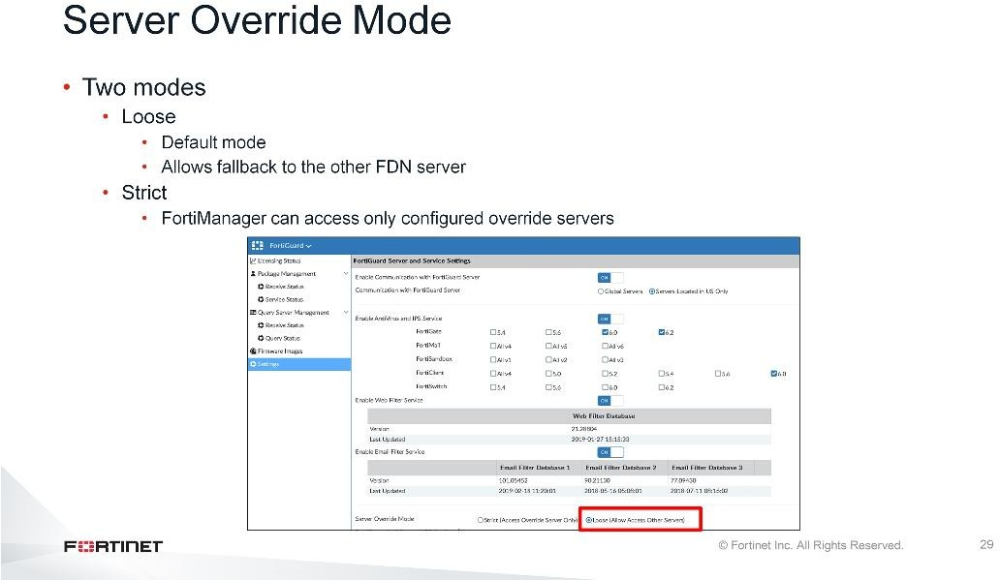 Server Override Mode
• Two modes
• Loose
• Default mode
• Allows fallback to the other FDN server
• Strict
• FortiManager can access only configured override servers
FortiGuard
Licensing Status
Package Management
Receive Status
Service Status
Query Server Management
Receive Status
Query Status
Firmware Images
Settings
FortiGuard Server and Service Settings
Enable Communication with FortiGuard Server ON
Communication with FortiGuard Server Global Servers Servers Located in US Only
Enable AntiVirus and IPS Service ON
FortiGate 5.4 5.6 6.0 6.2
FortiMail All v4 All v5 All v6
FortiSandbox All v1 All v2 All v3
FortiClient All v4 5.0 5.2 5.4 5.6 6.0
FortiSwitch 5.4 5.6 6.0 6.2
Enable Web Filter Service ON
Web Filter Database
Version 21.28804
Last Updated 2019-01-27 15:15:33
Enable Email Filter Service ON
Email Filter Database 1 Email Filter Database 2 Email Filter Database 3
Version 101.05452 90.21130 77.09430
Last Updated 2019-02-18 11:20:01 2018-05-16 05:08:01 2018-07-11 08:16:02
Server Override Mode Strict (Access Override Server Only) Loose (Allow Access Other Servers)
FORTINET
© Fortinet Inc. All Rights Reserved.
29